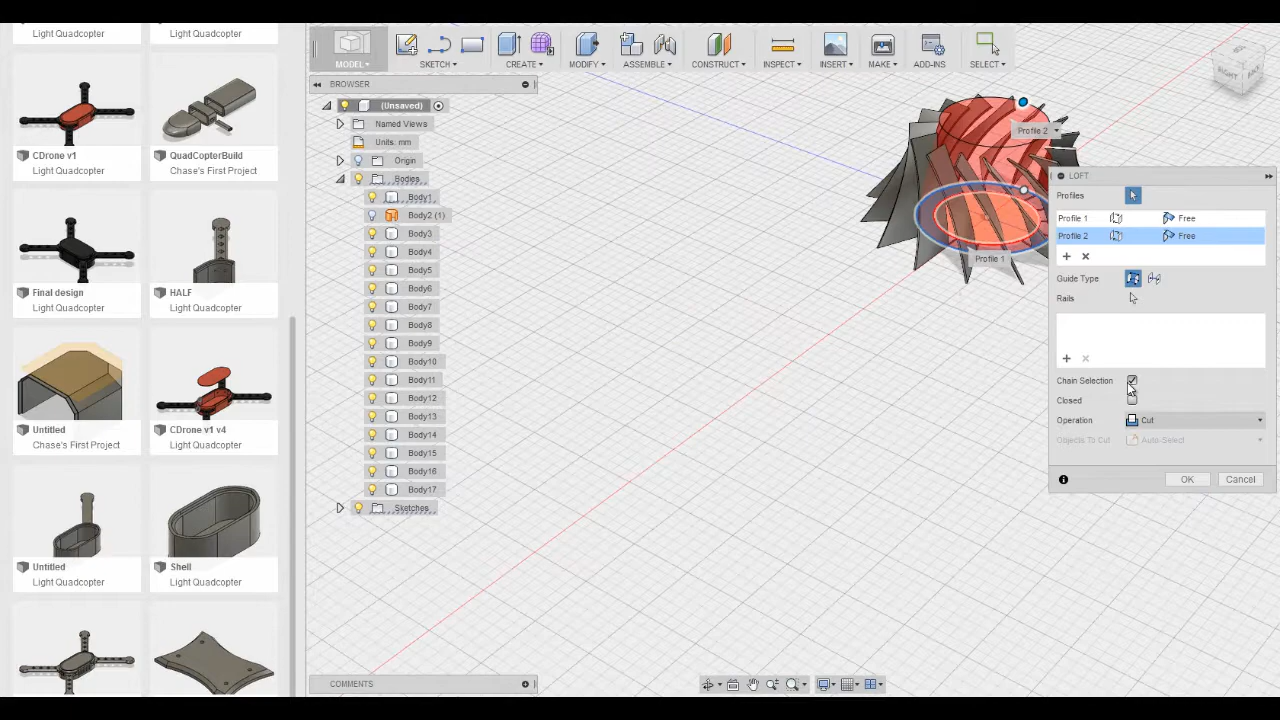 Light Quadcopter
Light Quadcopter
CDrone v1
Light Quadcopter
QuadCopterBuild
Chase's First Project
Final design
Light Quadcopter
HALF
Light Quadcopter
Untitled
Chase's First Project
CDrone v1 v4
Light Quadcopter
Untitled
Light Quadcopter
Shell
Light Quadcopter
MODEL
SKETCH
CREATE
MODIFY
ASSEMBLE
CONSTRUCT
INSPECT
INSERT
MAKE
ADD-INS
SELECT
BROWSER
(Unsaved)
Named Views
Units: mm
Origin
Bodies
Body1
Body2 (1)
Body3
Body4
Body5
Body6
Body7
Body8
Body9
Body10
Body11
Body12
Body13
Body14
Body15
Body16
Body17
Sketches
COMMENTS
RIGHT
Profile 2
Profile 1
LOFT
Profiles
Profile 1 Free
Profile 2 Free
Guide Type
Rails
Chain Selection
Closed
Operation Cut
Objects To Cut Auto-Select
OK Cancel